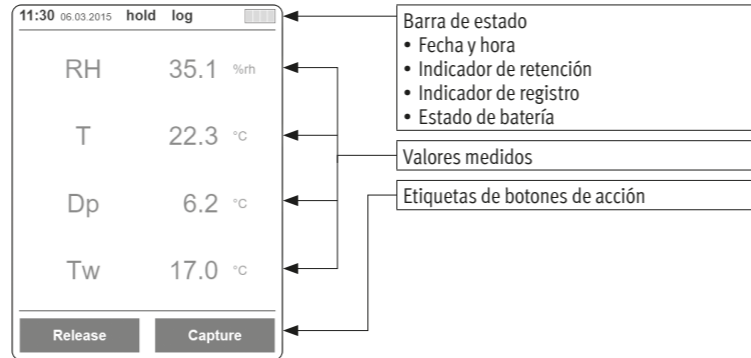 11:30 06.03.2015 hold log
RH 35.1 %rh
T 22.3 °C
Dp 6.2 °C
Tw 17.0 °C
Release Capture
Barra de estado
• Fecha y hora
• Indicador de retención
• Indicador de registro
• Estado de batería
Valores medidos
Etiquetas de botones de acción